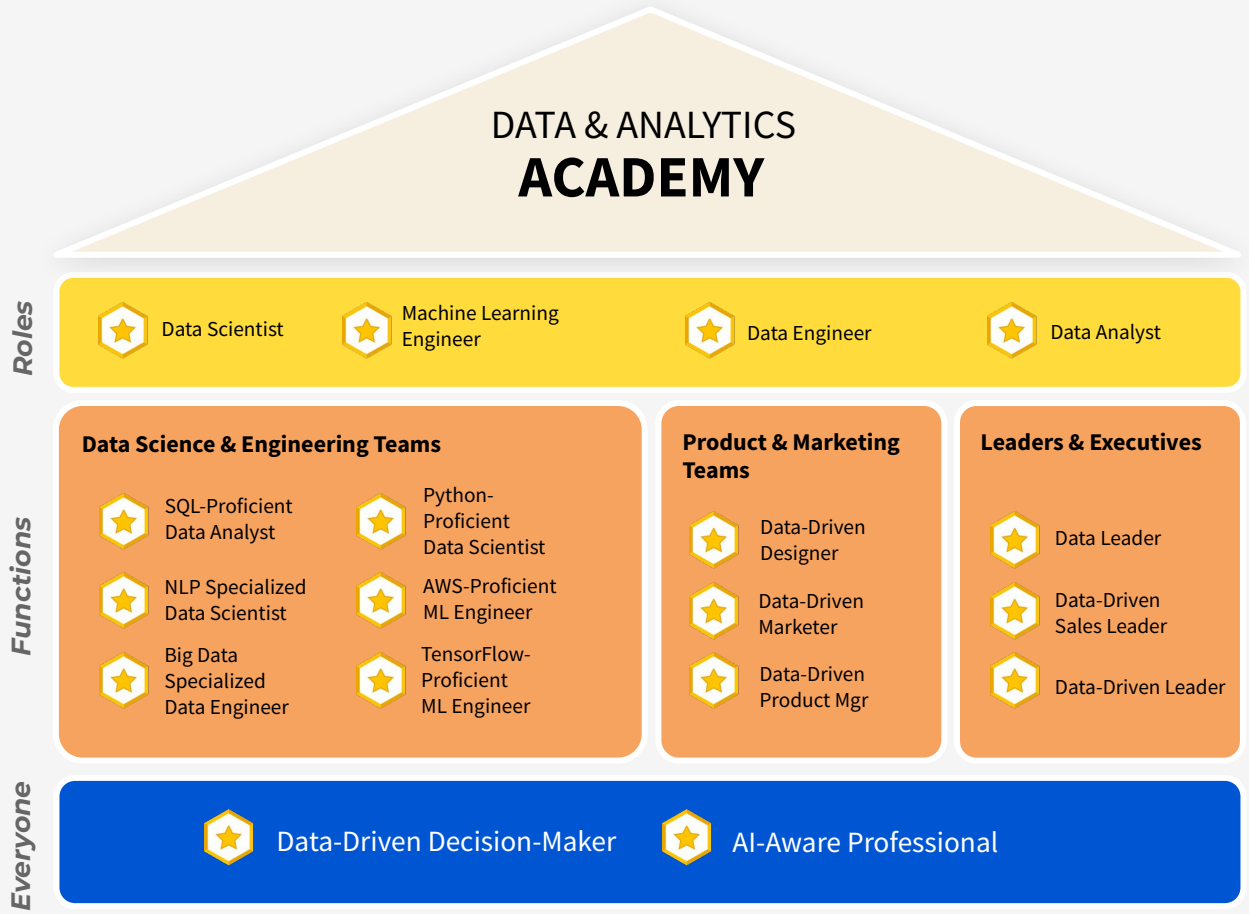 DATA & ANALYTICS
ACADEMY
Roles
Data Scientist
Machine Learning
Engineer
Data Engineer
Data Analyst
Functions
Data Science & Engineering Teams
SQL-Proficient
Data Analyst
Python-
Proficient
Data Scientist
NLP Specialized
Data Scientist
AWS-Proficient
ML Engineer
Big Data
Specialized
Data Engineer
TensorFlow-
Proficient
ML Engineer
Product & Marketing
Teams
Data-Driven
Designer
Data-Driven
Marketer
Data-Driven
Product Mgr
Leaders & Executives
Data Leader
Data-Driven
Sales Leader
Data-Driven Leader
Everyone
Data-Driven Decision-Maker
AI-Aware Professional